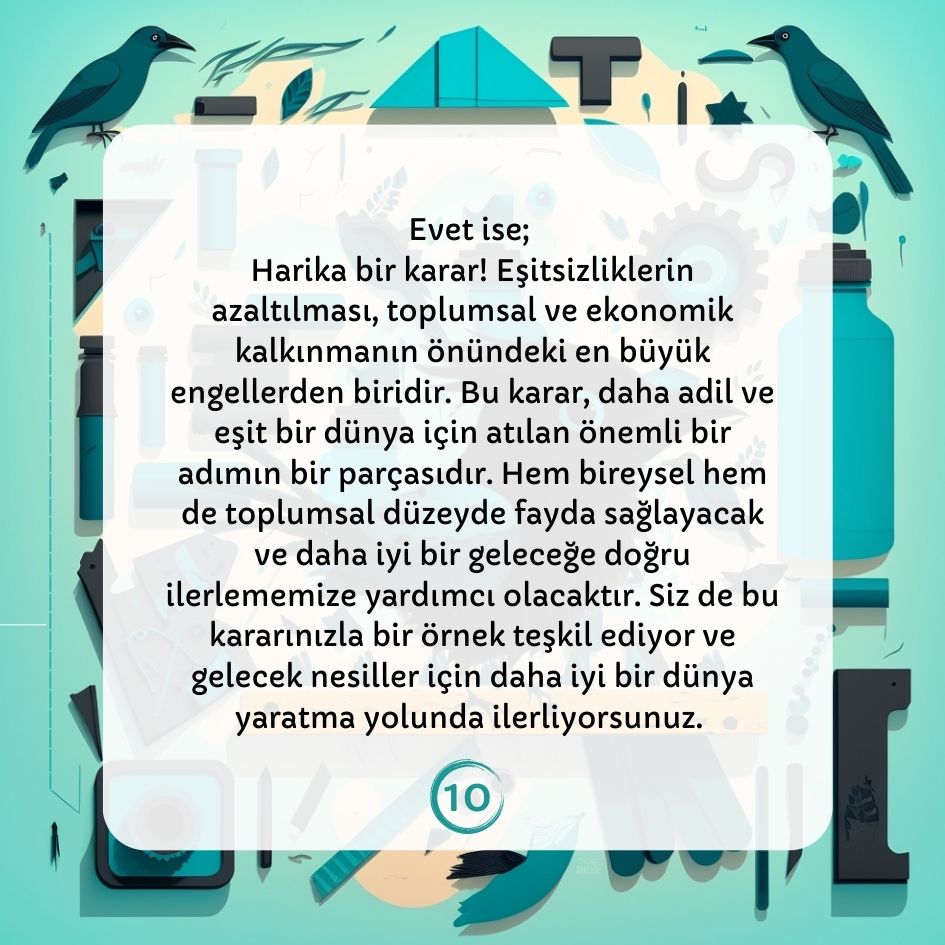 Evet ise;
Harika bir karar! Eşitsizliklerin
azaltılması, toplumsal ve ekonomik
kalkınmanın önündeki en büyük
engellerden biridir. Bu karar, daha adil ve
eşit bir dünya için atılan önemli bir
adımın bir parçasıdır. Hem bireysel hem
de toplumsal düzeyde fayda sağlayacak
ve daha iyi bir geleceğe doğru
ilerlememize yardımcı olacaktır. Siz de bu
kararınızla bir örnek teşkil ediyor ve
gelecek nesiller için daha iyi bir dünya
yaratma yolunda ilerliyorsunuz.
10